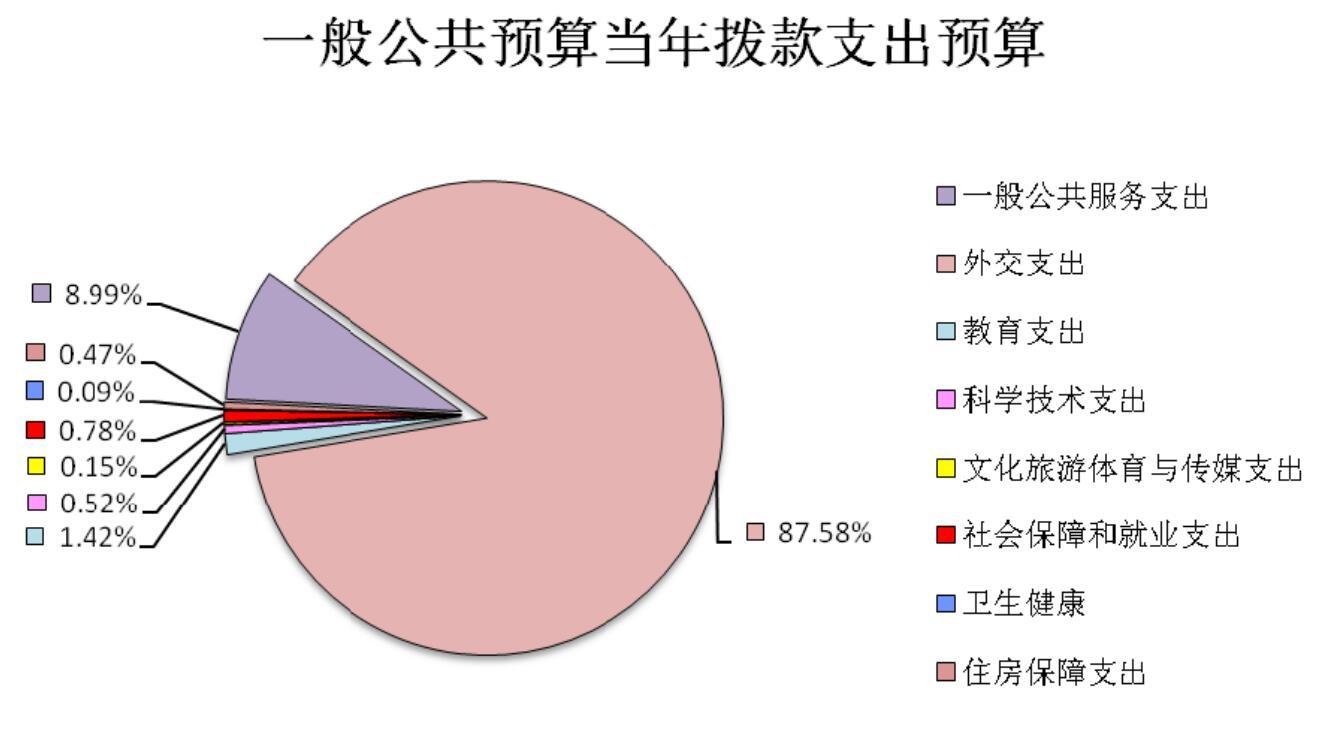 一般公共预算当年拨款支出预算
8.99%
0.47%
0.09%
0.78%
0.15%
0.52%
1.42%
87.58%
一般公共服务支出
外交支出
教育支出
科学技术支出
文化旅游体育与传媒支出
社会保障和就业支出
卫生健康
住房保障支出